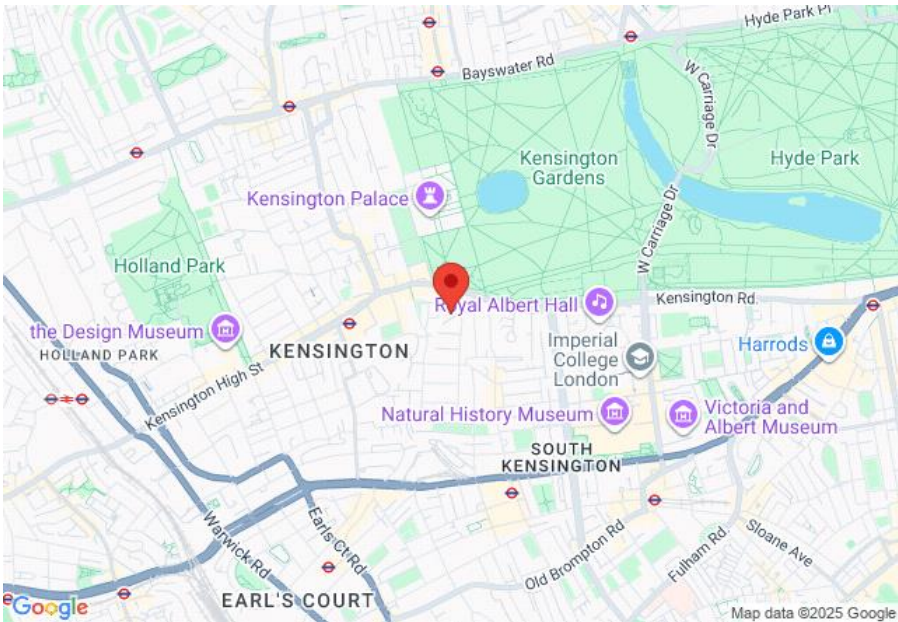 Hyde Park Pl
Bayswater Rd
W Carriage Dr
Kensington
Gardens
Hyde Park
Kensington Palace
W Carriage Dr
Holland Park
Royal Albert Hall
Kensington Rd.
the Design Museum
HOLLAND PARK
KENSINGTON
Imperial
College
London
Harrods
Kensington High St
Natural History Museum
Victoria and
Albert Museum
SOUTH
KENSINGTON
Warwick Rd
Earls Ct Rd
Old Brompton Rd
Fulham Rd.
Sloane Ave
EARL'S COURT
Google
Map data ©2025 Google